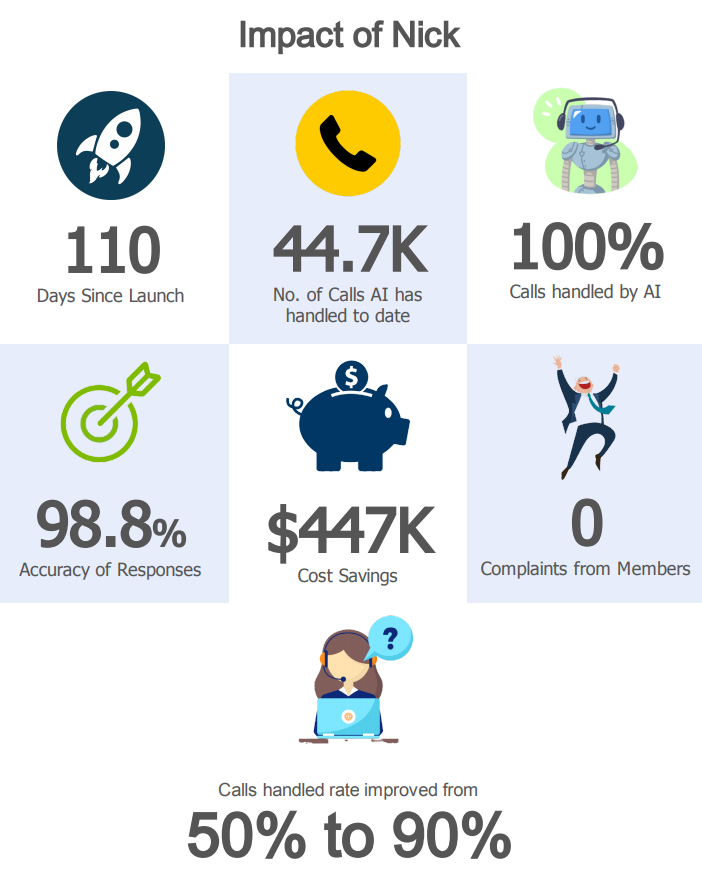 Impact of Nick
110
Days Since Launch
44.7K
No. of Calls AI has
handled to date
100%
Calls handled by AI
98.8%
Accuracy of Responses
$
$447K
Cost Savings
0
Complaints from Members
?
Calls handled rate improved from
50% to 90%